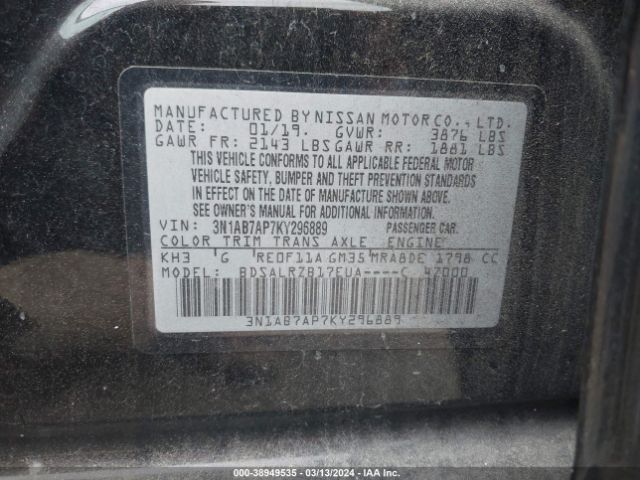 MANUFACTURED BY NISSAN MOTOR CO., LTD.
DATE: 01/19. GVWR: 3876 LBS
GAWR FR: 2143 LBS GAWR RR: 1881 LBS
THIS VEHICLE CONFORMS TO ALL APPLICABLE FEDERAL MOTOR
VEHICLE SAFETY, BUMPER AND THEFT PREVENTION STANDARDS
IN EFFECT ON THE DATE OF MANUFACTURE SHOWN ABOVE.
SEE OWNER'S MANUAL FOR ADDITIONAL INFORMATION.
VIN: 3N1AB7AP7KY296889 PASSENGER CAR.
COLOR TRIM TRANS AXLE ENGINE
KH3 G RE0F11A GM35 MRA8DE 1798 CC
MODEL: BDSALRZB17EUA----C 47000
3N1AB7AP7KY296889
000-38949535 - 03/13/2024 - IAA Inc.